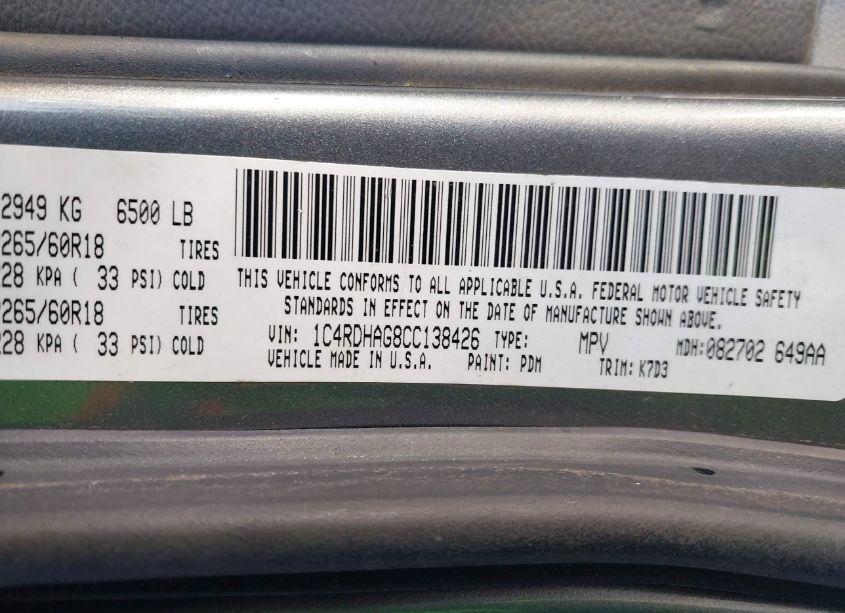 2949 KG 6500 LB
265/60R18 TIRES
228 KPA ( 33 PSI) COLD
265/60R18 TIRES
228 KPA ( 33 PSI) COLD
THIS VEHICLE CONFORMS TO ALL APPLICABLE U.S.A. FEDERAL MOTOR VEHICLE SAFETY
STANDARDS IN EFFECT ON THE DATE OF MANUFACTURE SHOWN ABOVE.
VIN: 1C4RDHAG8CC138426 TYPE: MPV MDH:082702 649AA
VEHICLE MADE IN U.S.A. PAINT: PDM TRIM: K7D3